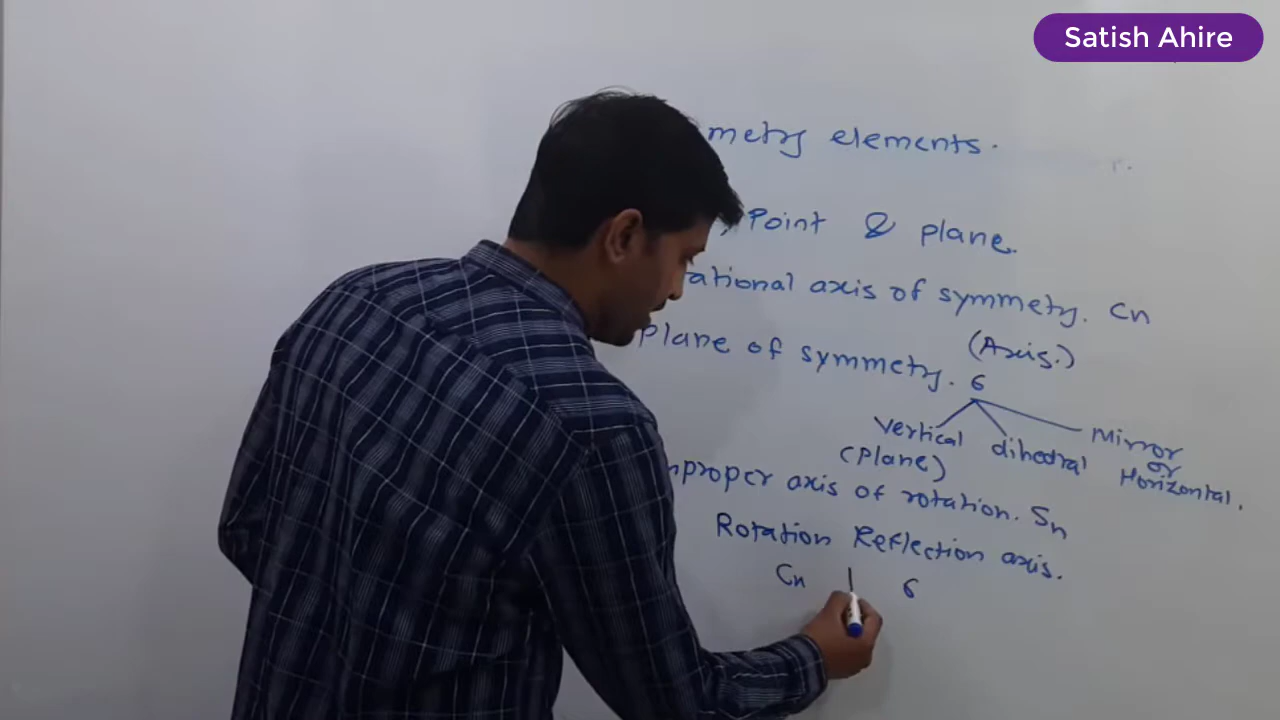 Satish Ahire
metry elements.
, Point & plane.
ational axis of symmetry. Cn
(Axis.)
plane of symmetry. σ
Vertical dihedral Mirror
(plane) or
Horizontal.
mproper axis of rotation. Sn
Rotation Reflection axis.
Cn σ